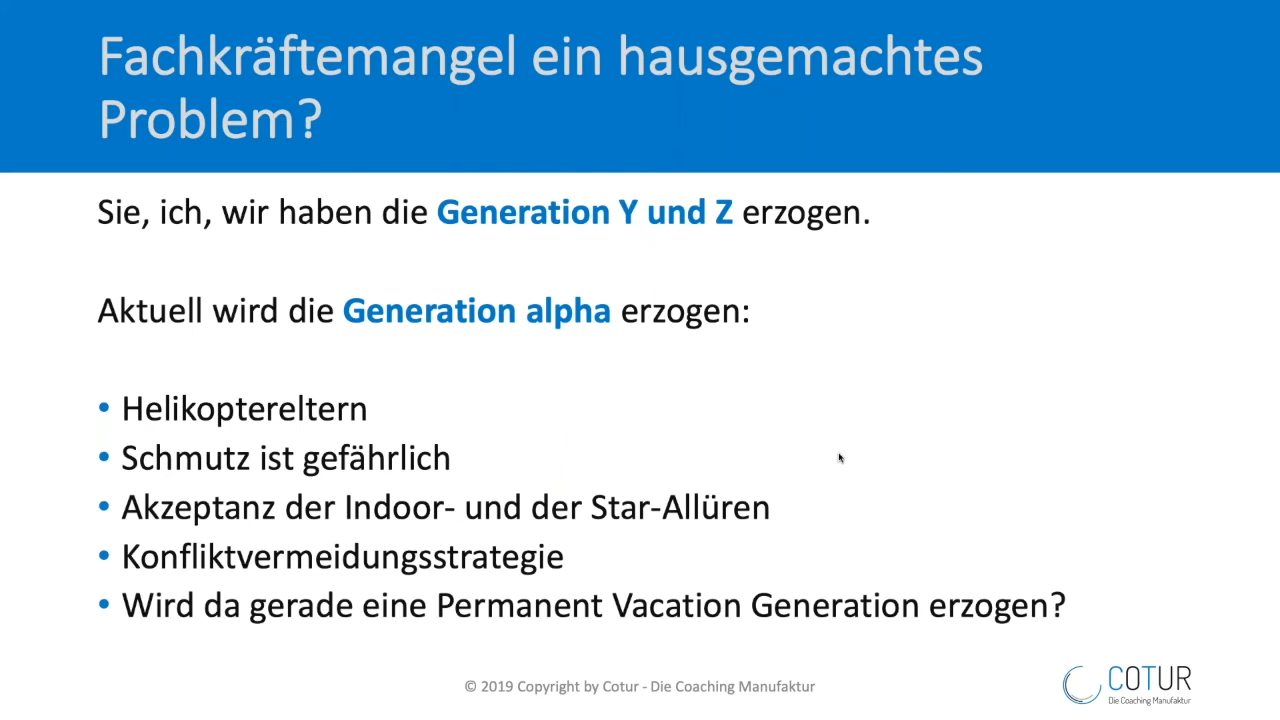 Fachkräftemangel ein hausgemachtes
Problem?
Sie, ich, wir haben die Generation Y und Z erzogen.
Aktuell wird die Generation alpha erzogen:
• Helikoptereltern
• Schmutz ist gefährlich
• Akzeptanz der Indoor- und der Star-Allüren
• Konfliktvermeidungsstrategie
• Wird da gerade eine Permanent Vacation Generation erzogen?
© 2019 Copyright by Cotur - Die Coaching Manufaktur
COTUR
Die Coaching Manufaktur